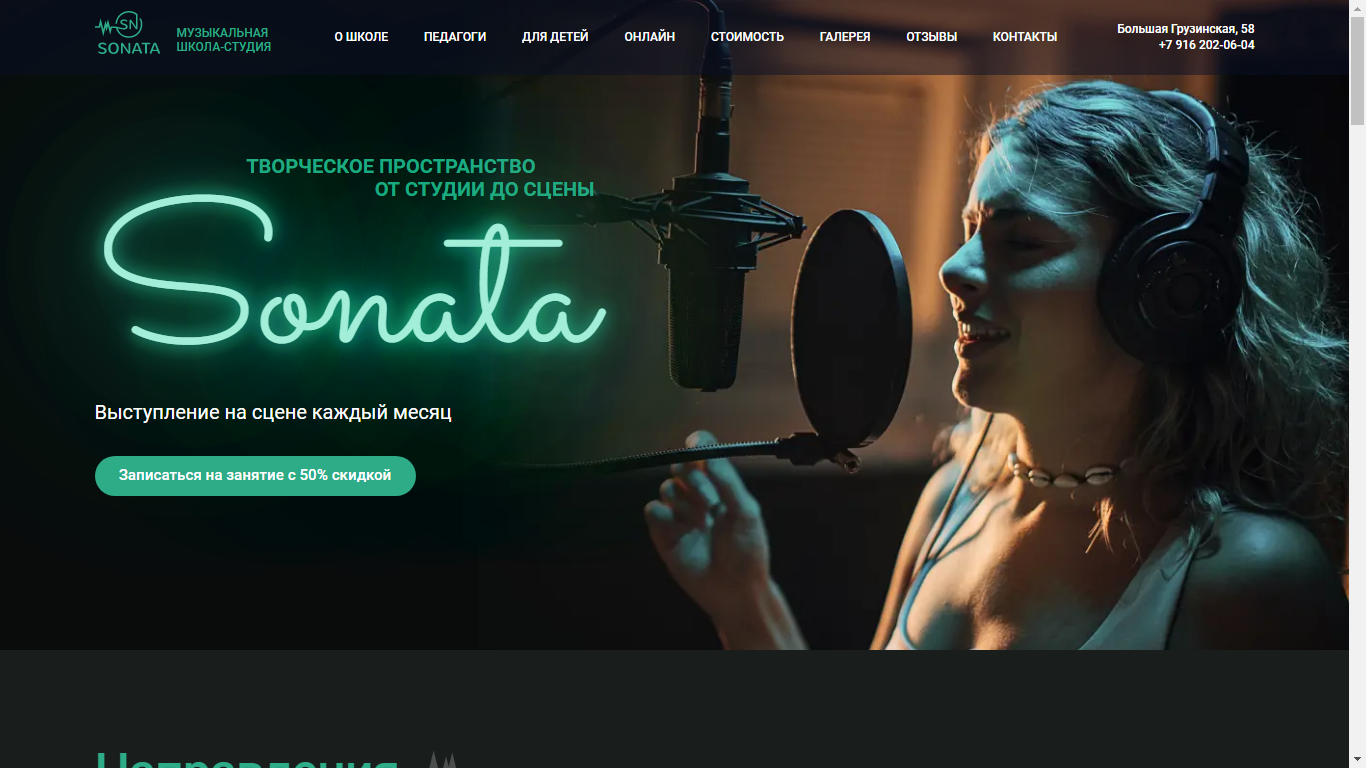 SN
SONATA
МУЗЫКАЛЬНАЯ
ШКОЛА-СТУДИЯ
О ШКОЛЕ
ПЕДАГОГИ
ДЛЯ ДЕТЕЙ
ОНЛАЙН
СТОИМОСТЬ
ГАЛЕРЕЯ
ОТЗЫВЫ
КОНТАКТЫ
Большая Грузинская, 58
+7 916 202-06-04
ТВОРЧЕСКОЕ ПРОСТРАНСТВО
ОТ СТУДИИ ДО СЦЕНЫ
Sonata
Выступление на сцене каждый месяц
Записаться на занятие с 50% скидкой
Направления